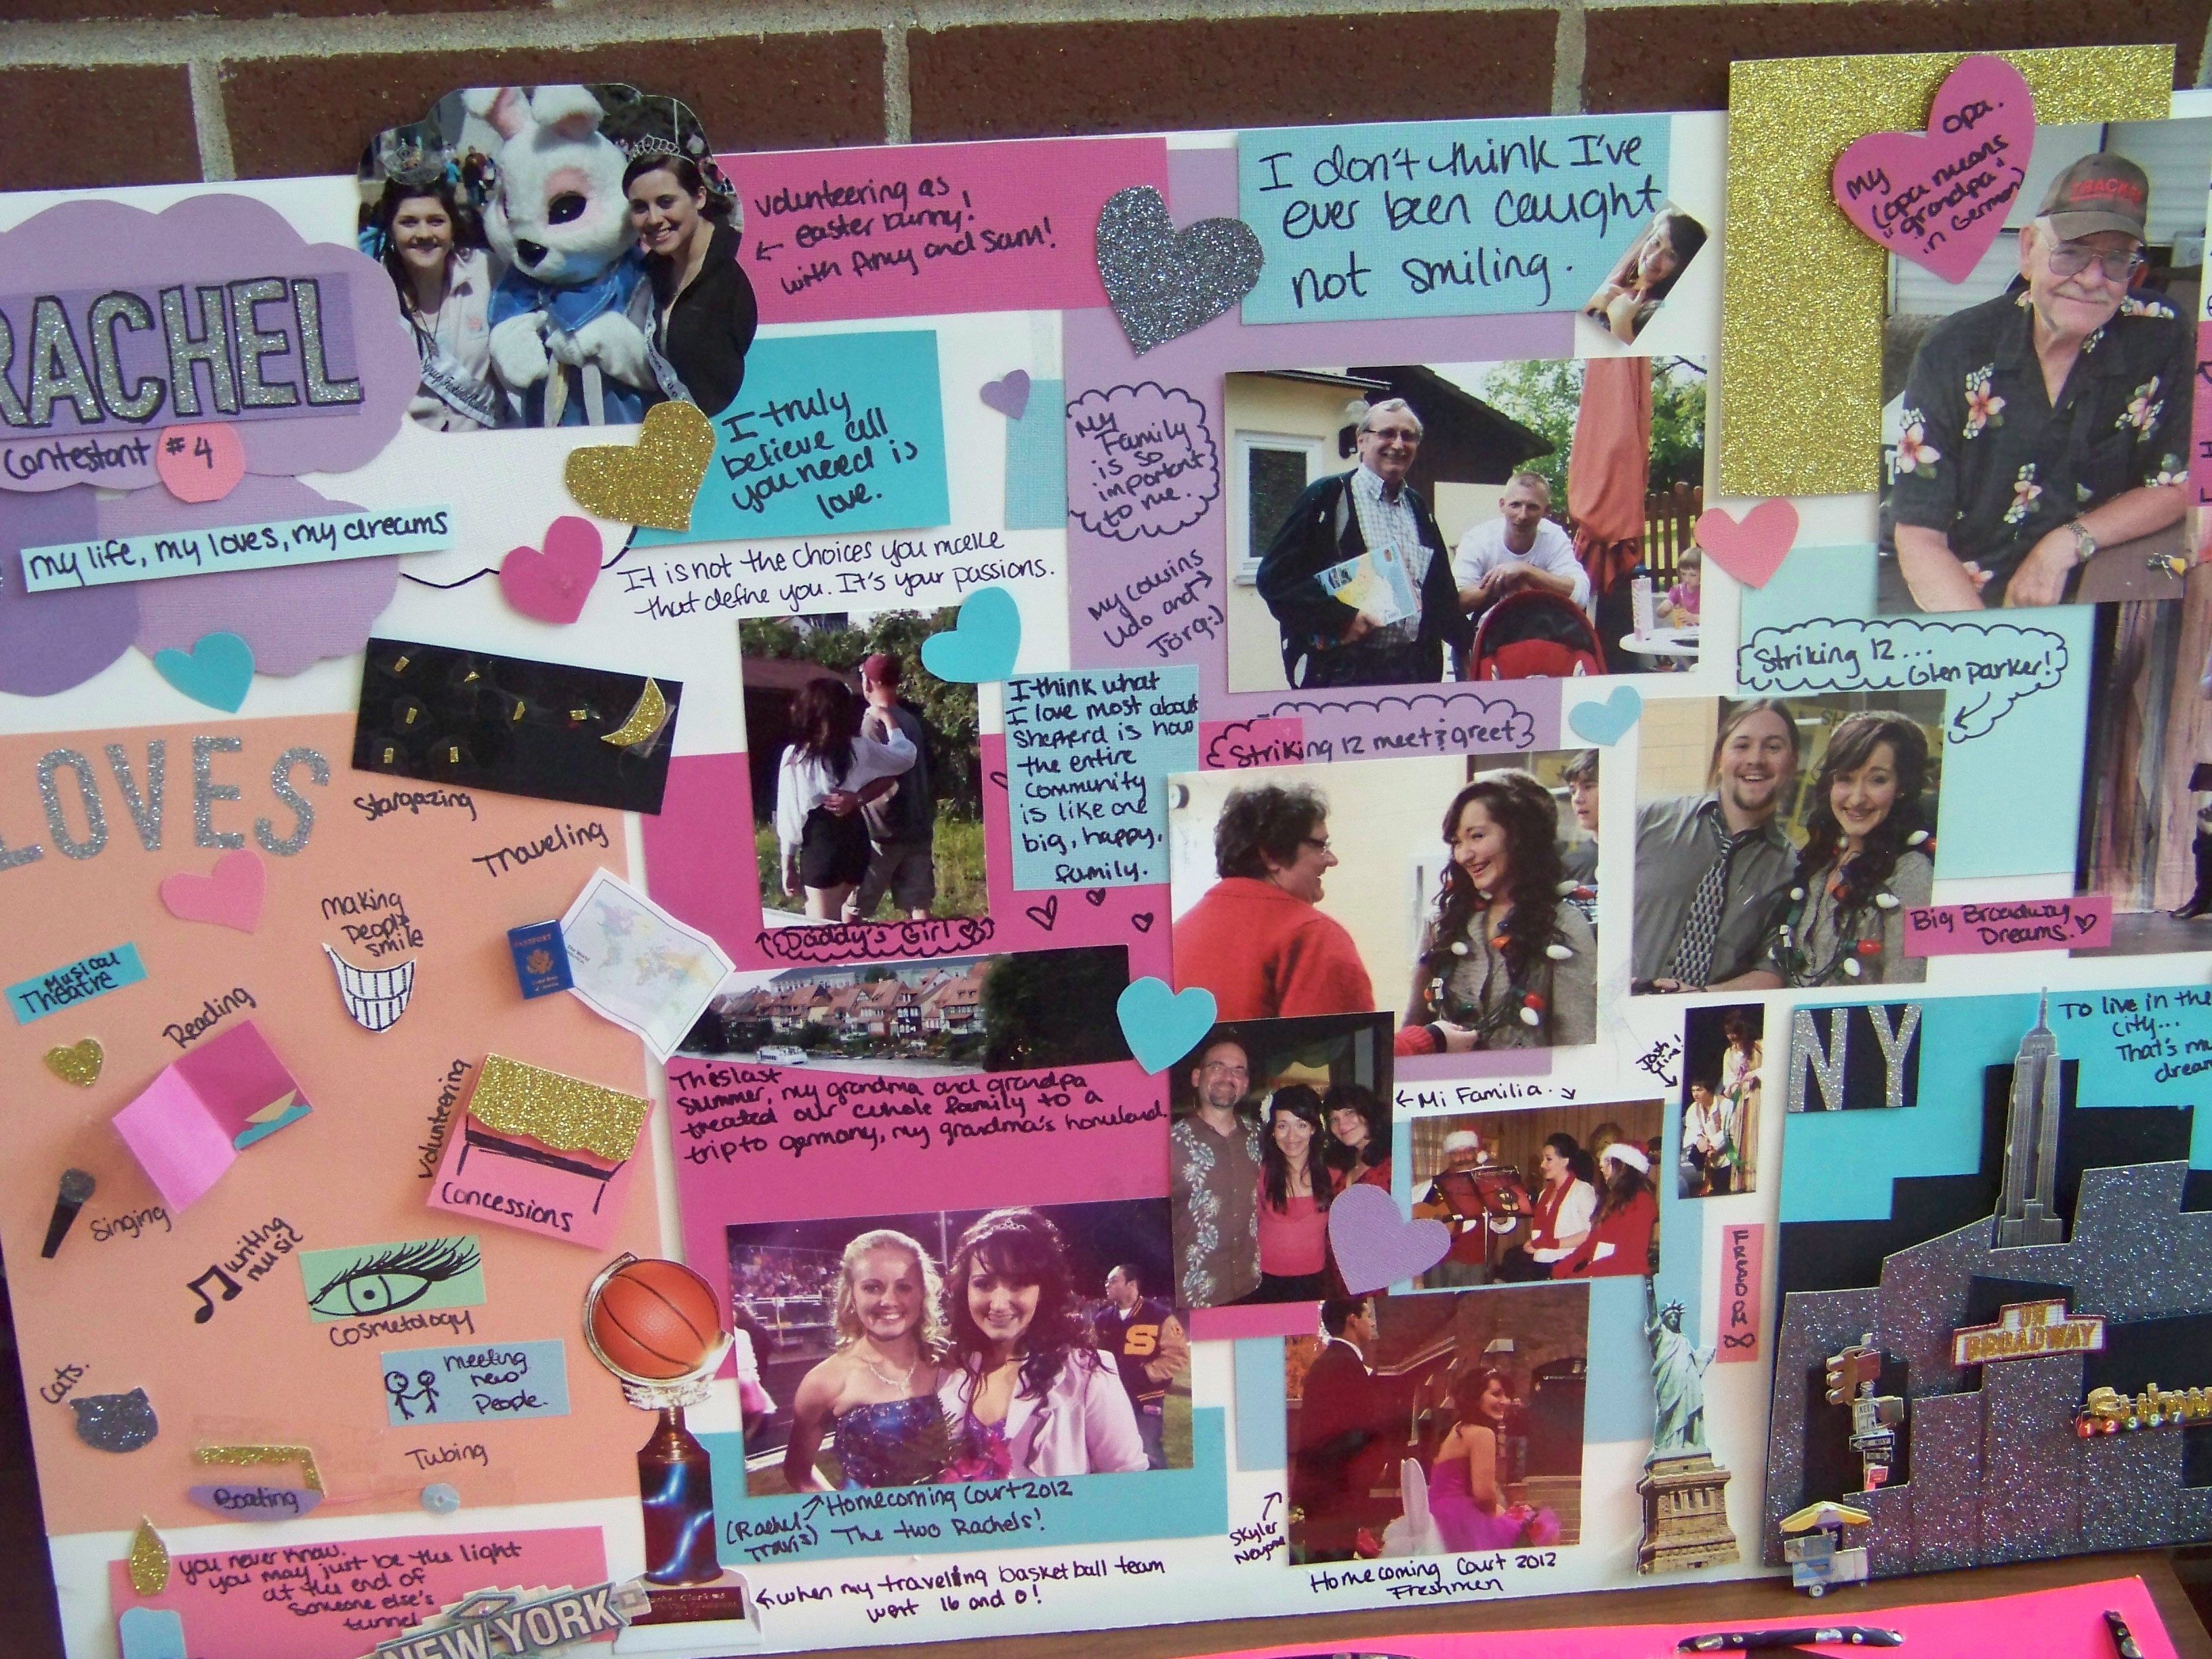 RACHEL
Contestant #4
my life, my loves, my dreams
volunteering as
← easter bunny!
with Amy and Sam!
I truly
believe all
you need is
love.
It is not the choices you make
that define you. It's your passions.
I don't think I've
ever been caught
not smiling.
My opa.
(opa means
"grandpa"
in German)
TRACKS
My
Family
is so
important
to me.
My cousins
Udo and →
Jörg:)
Striking 12...
Glen Parker!
LOVES
Stargazing
Traveling
PASSPORT
Making
People
smile
Musical
Theatre
Reading
Volunteering
Concessions
Singing
writing
music
Cosmetology
Meeting
new
People.
Cats.
Tubing
Boating
you never know.
you may just be the light
at the end of
someone else's
tunnel
NEW YORK
↑ Daddy's Girl
I think what
I love most about
Shepherd is how
the entire
community
is like one
big, happy,
family.
Striking 12 meet & greet
Big Broadway
Dreams.
This last
summer, my grandma and grandpa
treated our whole family to a
trip to Germany, my grandma's homeland.
← Mi Familia.
Josh
S
Homecoming Court 2012
(Rachel
Travis) The two Rachels!
← when my traveling basketball team
went 16 and 0!
Skyler
Homecoming Court 2012
Freshmen
NY
To live in the
city...
That's my
dream
ON
BROADWAY
Subw
1 2 3 9 7